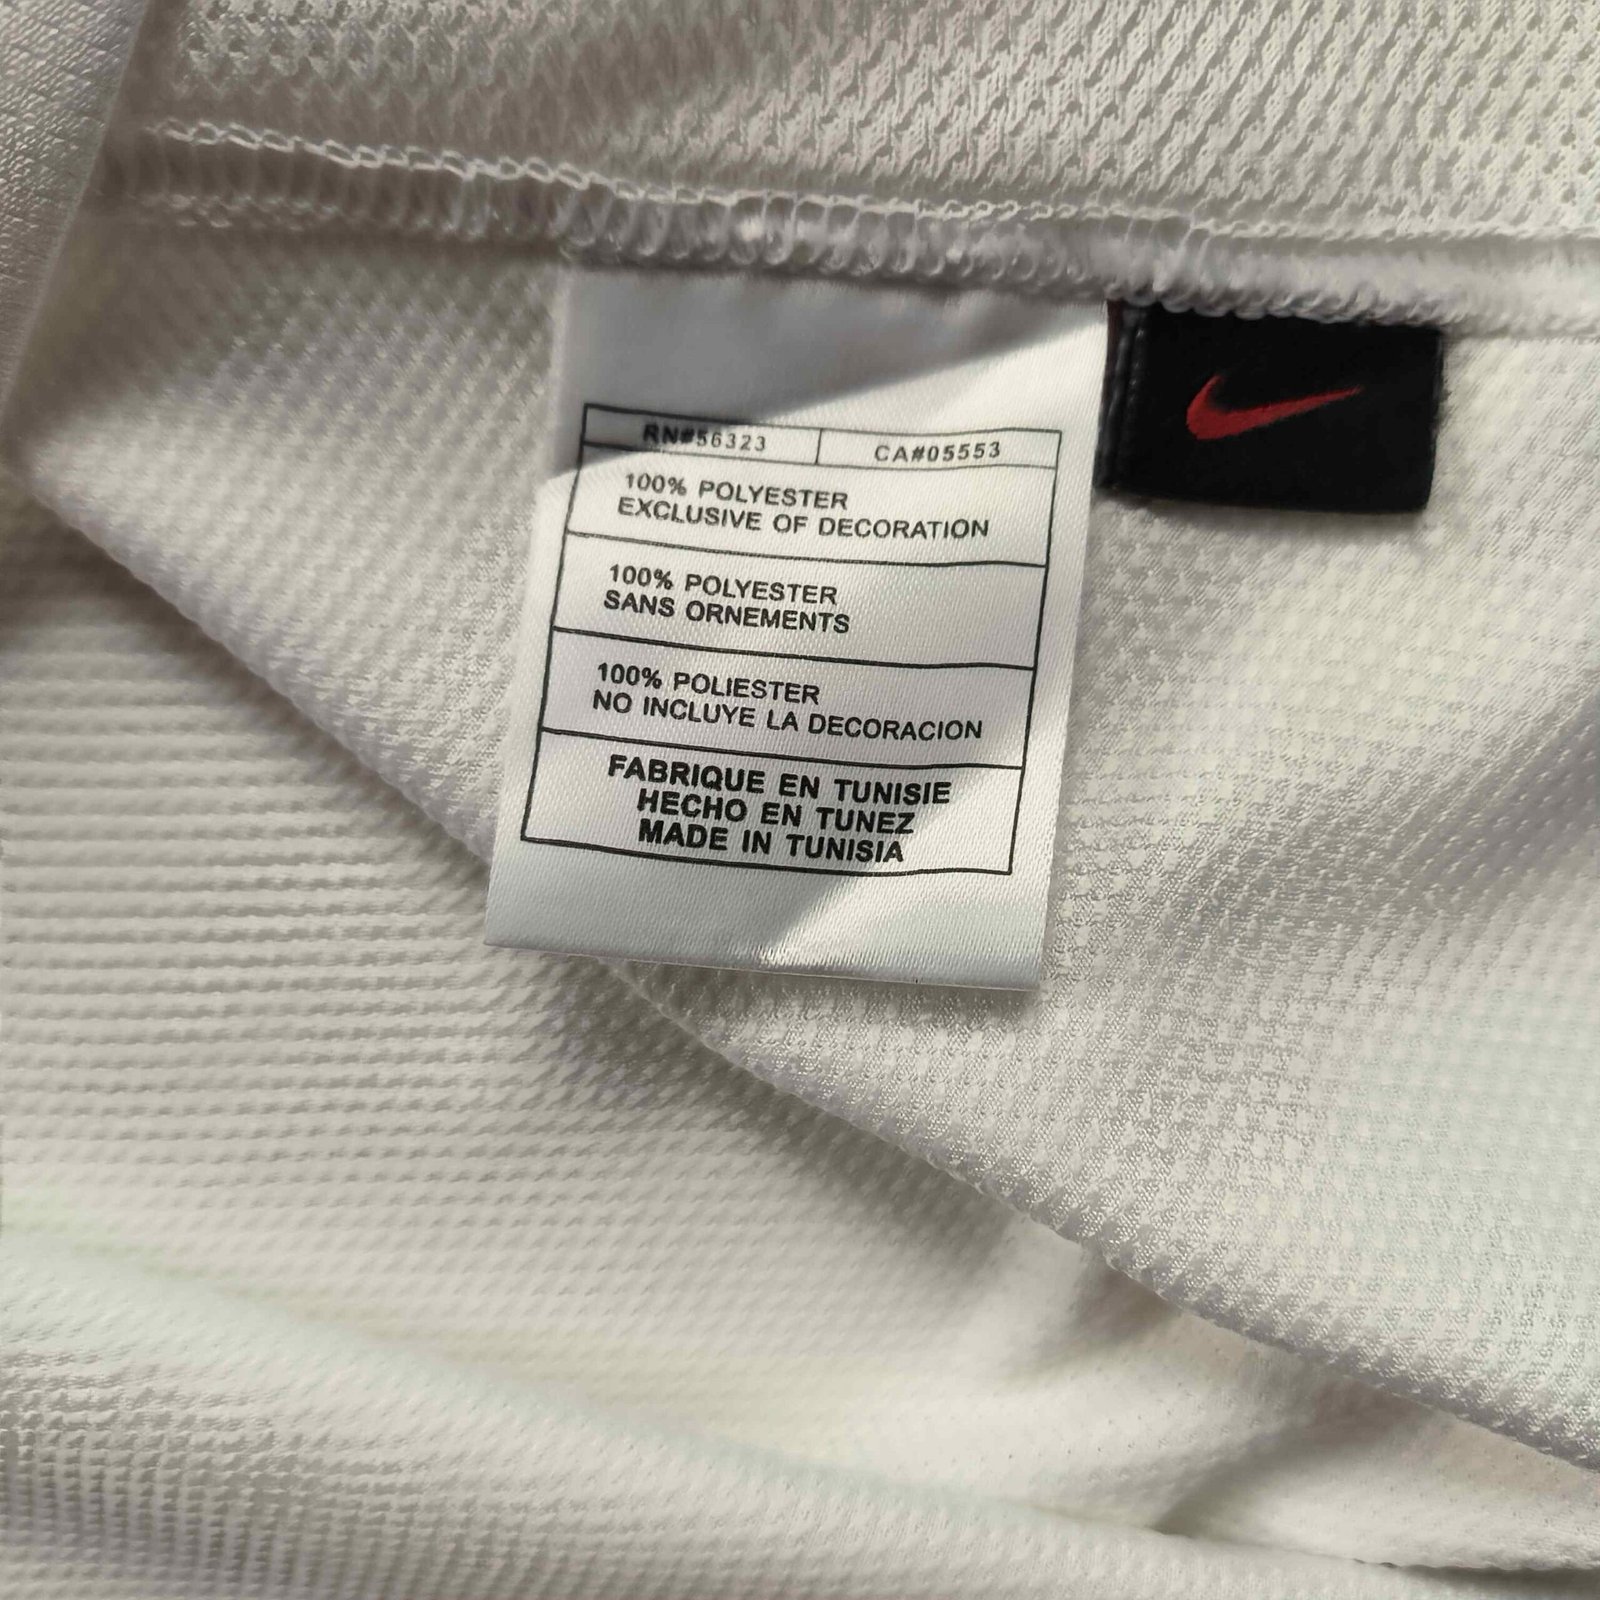 RN#56323 CA#05553
100% POLYESTER
EXCLUSIVE OF DECORATION
100% POLYESTER
SANS ORNEMENTS
100% POLIESTER
NO INCLUYE LA DECORACION
FABRIQUE EN TUNISIE
HECHO EN TUNEZ
MADE IN TUNISIA